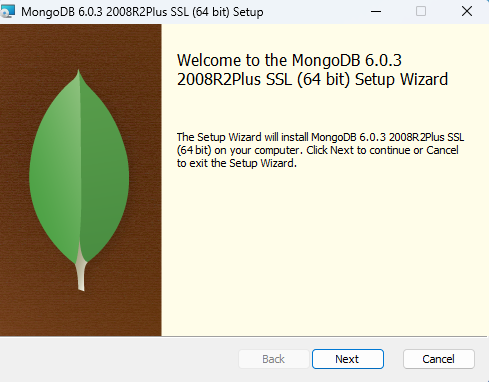 MongoDB 6.0.3 2008R2Plus SSL (64 bit) Setup
Welcome to the MongoDB 6.0.3
2008R2Plus SSL (64 bit) Setup Wizard
The Setup Wizard will install MongoDB 6.0.3 2008R2Plus SSL
(64 bit) on your computer. Click Next to continue or Cancel
to exit the Setup Wizard.
Back Next Cancel